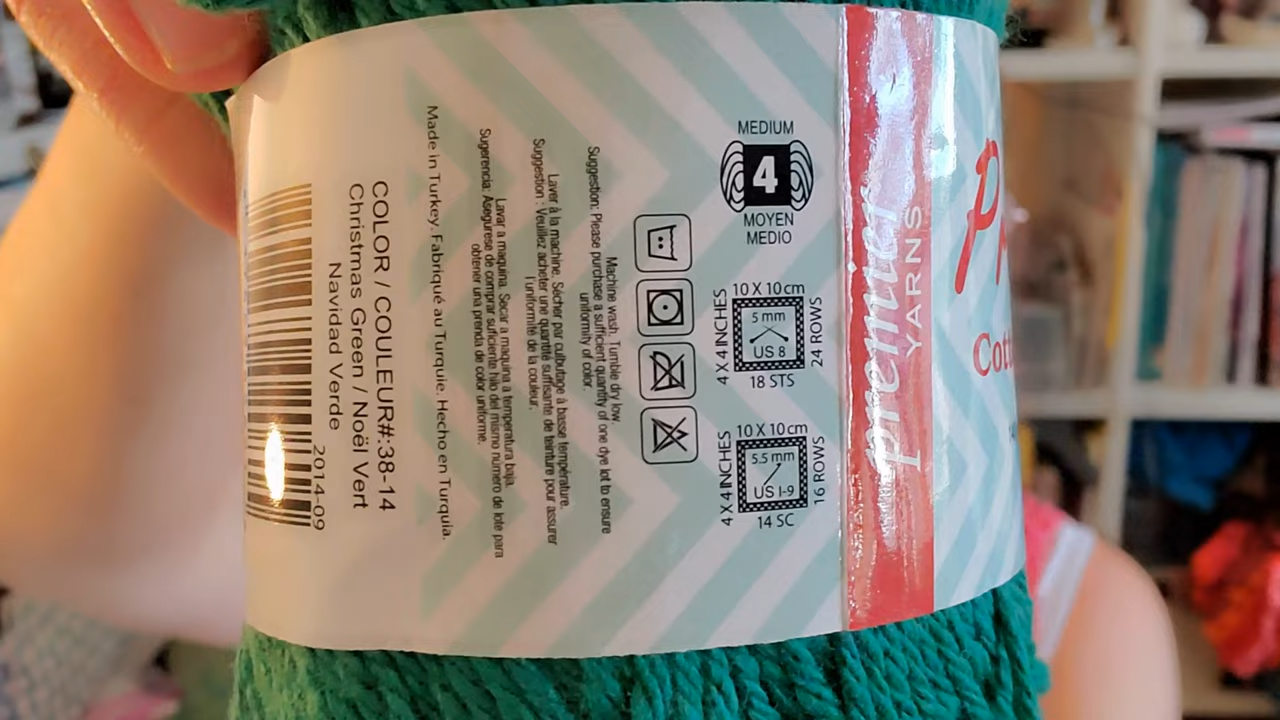 MEDIUM
4
MOYEN
MEDIO
10 X 10 cm
4 X 4 INCHES
5 mm
US 8
24 ROWS
18 STS
10 X 10 cm
4 X 4 INCHES
5.5 mm
US I-9
16 ROWS
14 SC
premier
YARNS
Machine wash. Tumble dry low.
Suggestion: Please purchase a sufficient quantity of one dye lot to ensure
uniformity of color.
Laver à la machine. Sécher par culbutage à basse température.
Suggestion : Veuillez acheter une quantité suffisante de teinture pour assurer
l'uniformité de la couleur.
Lavar a maquina. Secar a maquina a temperatura baja.
Sugerencia: Asegúrese de comprar suficiente hilo del mismo número de lote para
obtener una prenda de color uniforme.
Made in Turkey. Fabriqué au Turquie. Hecho en Turquia.
COLOR / COULEUR#:38-14
Christmas Green / Noël Vert
Navidad Verde
2014-09